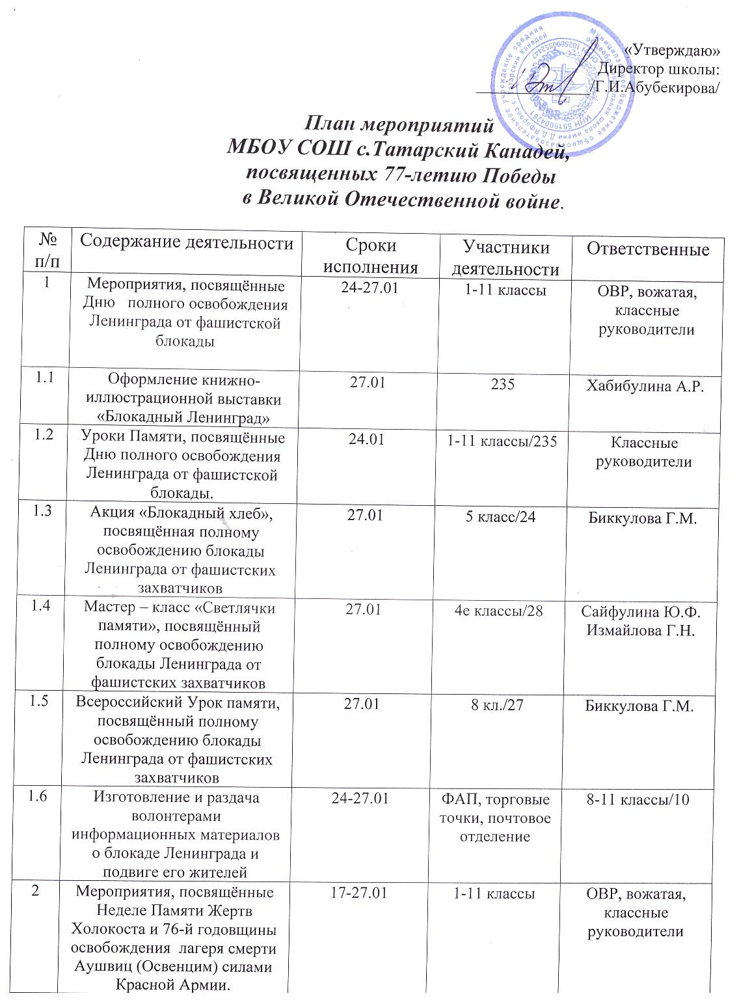 «Утверждаю»
Директор школы:
/Г.И.Абубекирова/
План мероприятий
МБОУ СОШ с.Татарский Канадей,
посвященных 77-летию Победы
в Великой Отечественной войне.
№ п/п
Содержание деятельности
Сроки исполнения
Участники деятельности
Ответственные
1
Мероприятия, посвящённые
Дню полного освобождения
Ленинграда от фашистской
блокады
24-27.01
1-11 классы
ОВР, вожатая,
классные
руководители
1.1
Оформление книжно-
иллюстрационной выставки
«Блокадный Ленинград»
27.01
235
Хабибулина А.Р.
1.2
Уроки Памяти, посвящённые
Дню полного освобождения
Ленинграда от фашистской
блокады.
24.01
1-11 классы/235
Классные
руководители
1.3
Акция «Блокадный хлеб»,
посвящённая полному
освобождению блокады
Ленинграда от фашистских
захватчиков
27.01
5 класс/24
Биккулова Г.М.
1.4
Мастер – класс «Светлячки
памяти», посвящённый
полному освобождению
блокады Ленинграда от
фашистских захватчиков
27.01
4е классы/28
Сайфулина Ю.Ф.
Измайлова Г.Н.
1.5
Всероссийский Урок памяти,
посвящённый полному
освобождению блокады
Ленинграда от фашистских
захватчиков
27.01
8 кл./27
Биккулова Г.М.
1.6
Изготовление и раздача
волонтерами
информационных материалов
о блокаде Ленинграда и
подвиге его жителей
24-27.01
ФАП, торговые
точки, почтовое
отделение
8-11 классы/10
2
Мероприятия, посвящённые
Неделе Памяти Жертв
Холокоста и 76-й годовщины
освобождения лагеря смерти
Аушвиц (Освенцим) силами
Красной Армии.
17-27.01
1-11 классы
ОВР, вожатая,
классные
руководители